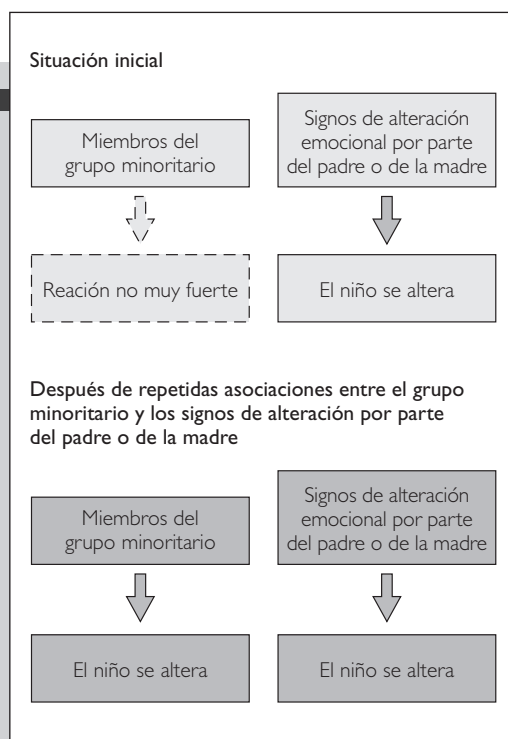 Situación inicial
Miembros del
grupo minoritario
Signos de alteración
emocional por parte
del padre o de la madre
Reación no muy fuerte
El niño se altera
Después de repetidas asociaciones entre el grupo
minoritario y los signos de alteración por parte
del padre o de la madre
Miembros del
grupo minoritario
Signos de alteración
emocional por parte
del padre o de la madre
El niño se altera
El niño se altera